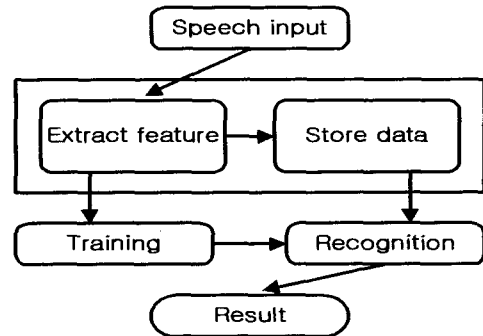 Speech input
Extract feature
Store data
Training
Recognition
Result